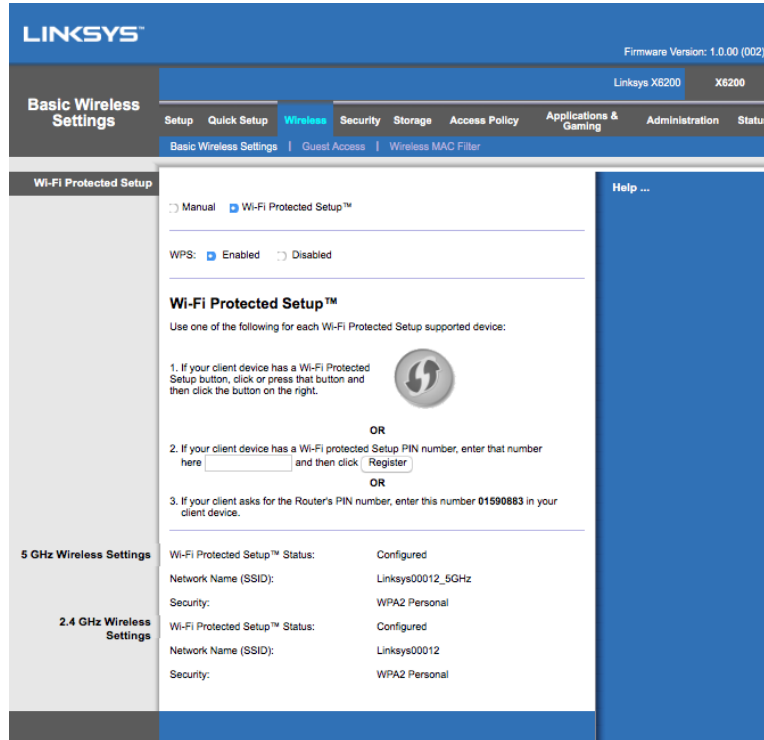 LINKSYS™
Firmware Version: 1.0.00 (002)
Linksys X6200 X6200
Basic Wireless
Settings
Setup Quick Setup Wireless Security Storage Access Policy Applications & Gaming Administration Statu
Basic Wireless Settings | Guest Access | Wireless MAC Filter
Wi-Fi Protected Setup
Help ...
Manual Wi-Fi Protected Setup™
WPS: Enabled Disabled
Wi-Fi Protected Setup™
Use one of the following for each Wi-Fi Protected Setup supported device:
1. If your client device has a Wi-Fi Protected
Setup button, click or press that button and
then click the button on the right.
OR
2. If your client device has a Wi-Fi protected Setup PIN number, enter that number
here and then click Register
OR
3. If your client asks for the Router's PIN number, enter this number 01590883 in your
client device.
5 GHz Wireless Settings
Wi-Fi Protected Setup™ Status: Configured
Network Name (SSID): Linksys00012_5GHz
Security: WPA2 Personal
2.4 GHz Wireless
Settings
Wi-Fi Protected Setup™ Status: Configured
Network Name (SSID): Linksys00012
Security: WPA2 Personal